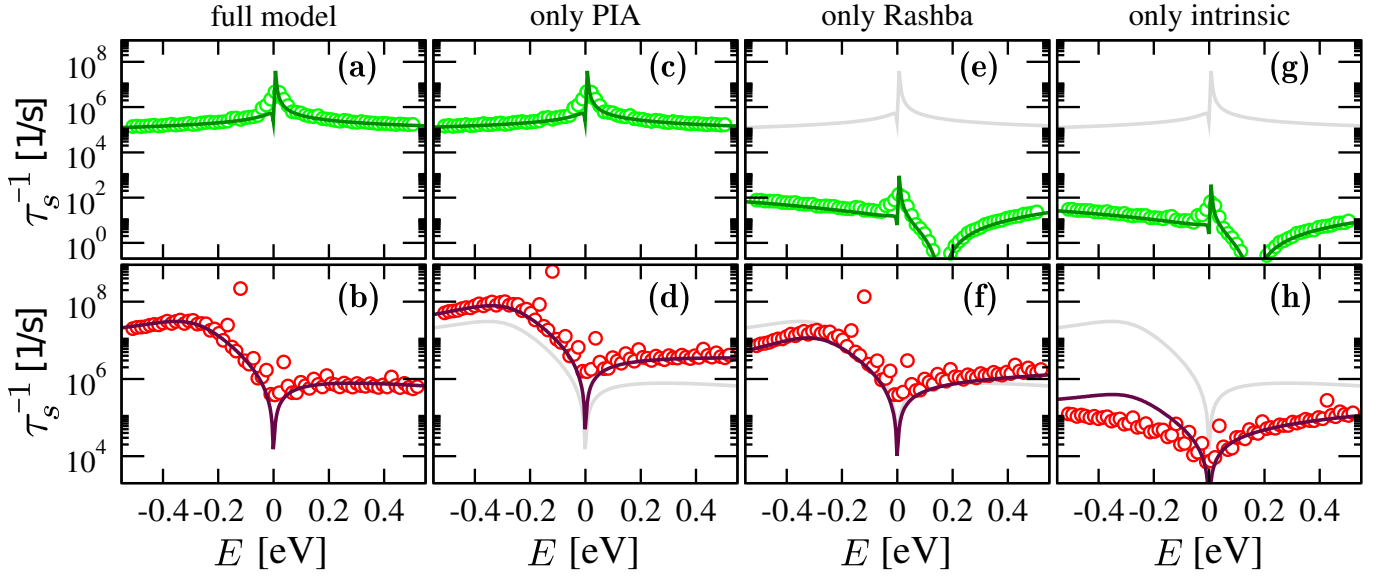 full model only PIA only Rashba only intrinsic
10^8 (a) (c) (e) (g)
10^6
10^4
10^2
10^0
τ_s^{-1} [1/s]
10^8 (b) (d) (f) (h)
10^6
10^4
τ_s^{-1} [1/s]
-0.4 -0.2 0 0.2 0.4 -0.4 -0.2 0 0.2 0.4 -0.4 -0.2 0 0.2 0.4 -0.4 -0.2 0 0.2 0.4
E [eV] E [eV] E [eV] E [eV]